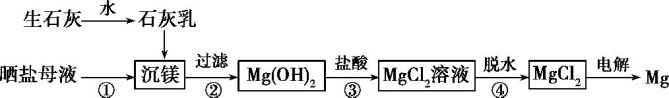 生石灰 水 石灰乳
晒盐母液 ① 沉镁 过滤 ② Mg(OH)₂ 盐酸 ③ MgCl₂溶液 脱水 ④ MgCl₂ 电解 Mg